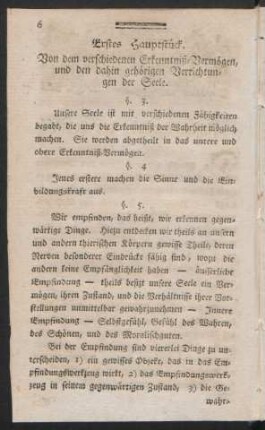 6
Erstes Hauptstück.
Von dem verschiedenen Erkenntniß-Vermögen,
und den dahin gehörigen Verrichtun-
gen der Seele.
§. 3.
Unsere Seele ist mit verschiedenen Fähigkeiten
begabt, die uns die Erkenntniß der Wahrheit möglich
machen. Sie werden abgetheilt in das untere und
obere Erkenntniß-Vermögen.
§. 4
Jenes erstere machen die Sinne und die Ein-
bildungskraft aus.
§. 5.
Wir empfinden, das heißt, wir erkennen gegen-
wärtige Dinge. Hiezu entdecken wir theils an unsern
und andern thierischen Körpern gewisse Theile, deren
Nerven besonderer Eindrücke fähig sind, wozu die
andern keine Empfänglichkeit haben — äusserliche
Empfindung — theils besitzt unsere Seele ein Ver-
mögen, ihren Zustand, und die Verhältnisse ihrer Vor-
stellungen unmittelbar gewahrzunehmen — Innere
Empfindung — Selbstgefühl, Gefühl des Wahren,
des Schönen, und des Moralischguten.
Bei der Empfindung sind viererlei Dinge zu un-
terscheiden, 1) ein gewisses Objekt, das in das Em-
pfindungswerkzeug wirkt, 2) das Empfindungswerk-
zeug in seinem gegenwärtigen Zustand, 3) die Ge-
wahr-